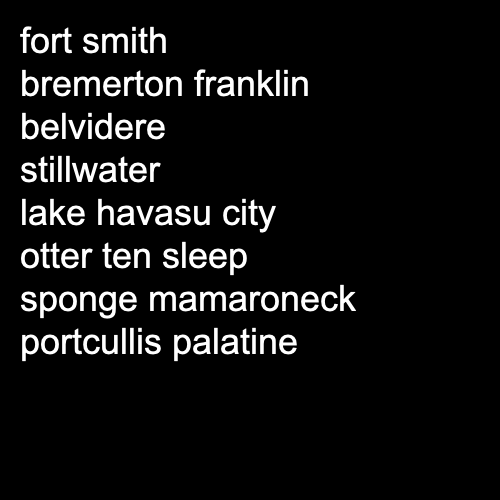 fort smith
bremerton franklin
belvidere
stillwater
lake havasu city
otter ten sleep
sponge mamaroneck
portcullis palatine